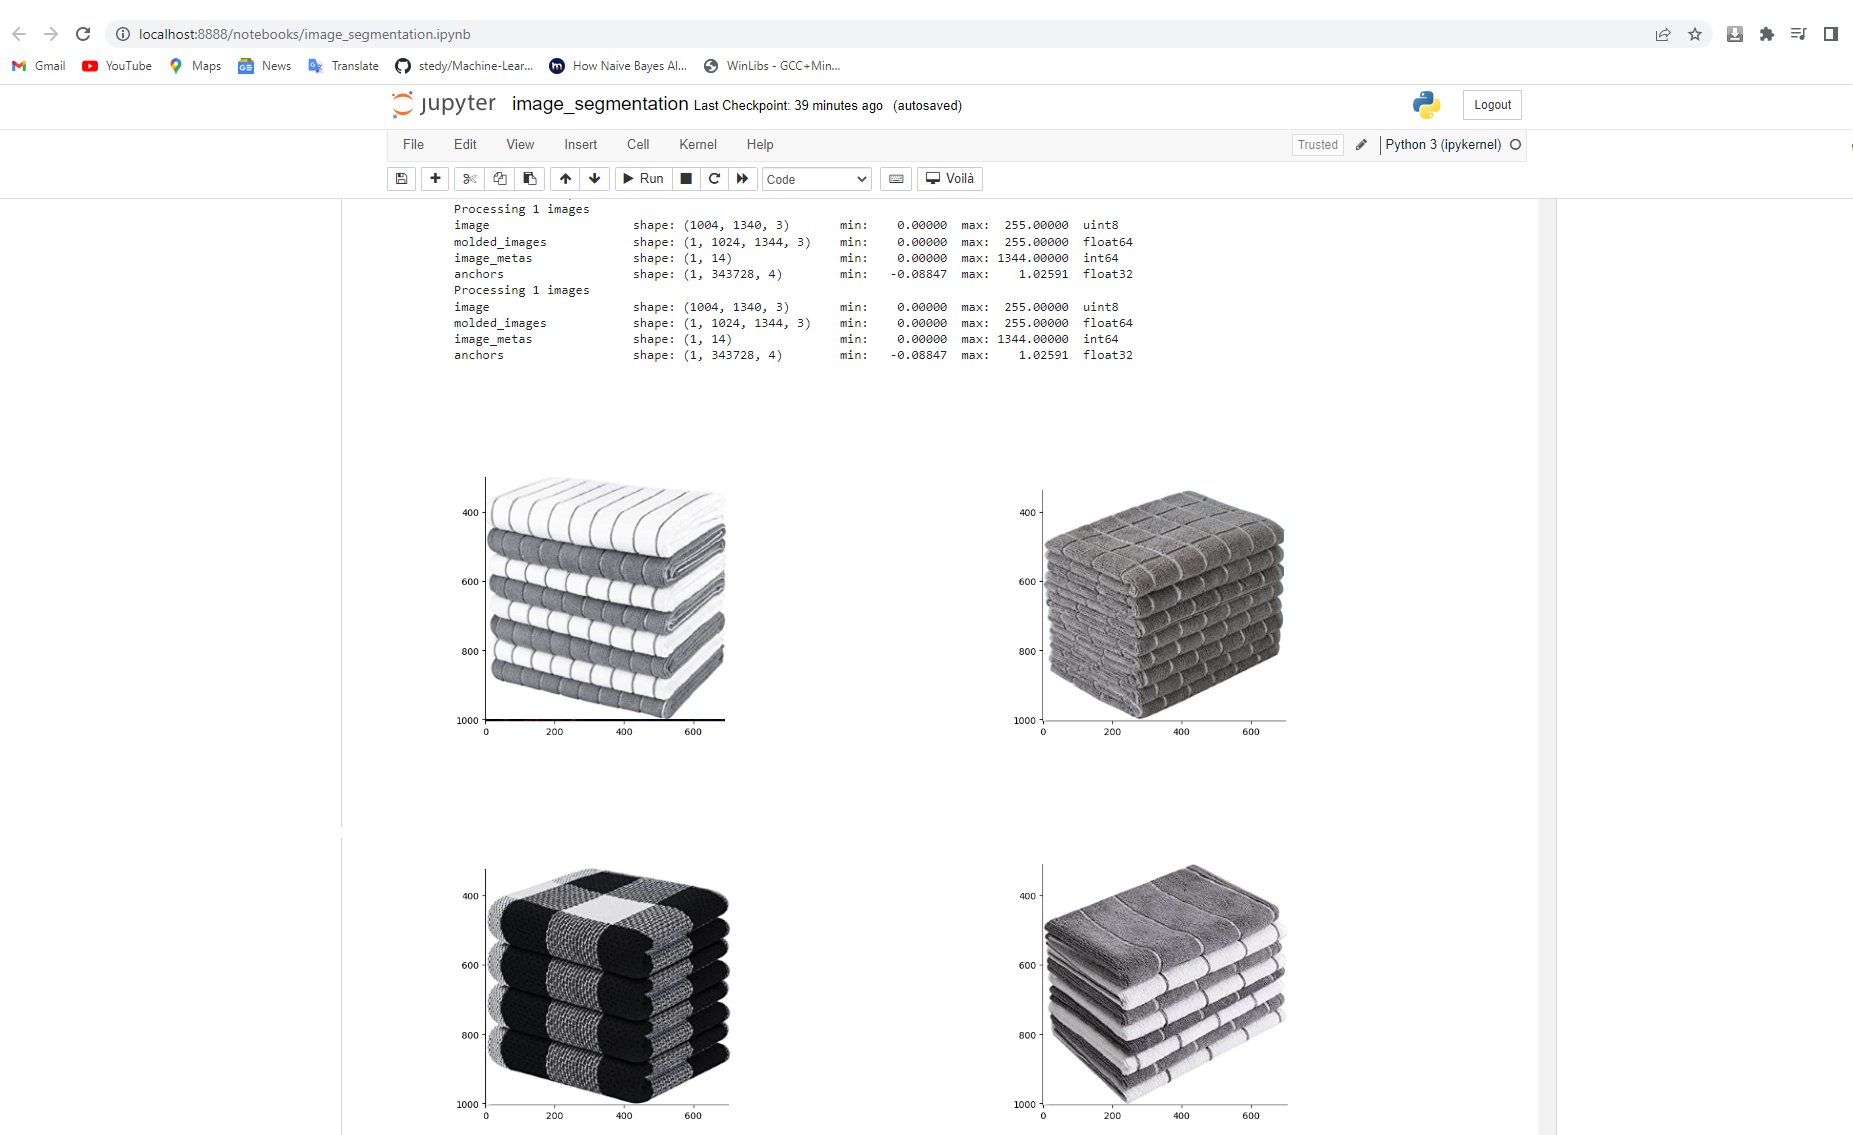 localhost:8888/notebooks/image_segmentation.ipynb
Gmail YouTube Maps News Translate stedy/Machine-Lear... How Naive Bayes Al... WinLibs - GCC+Min...
jupyter image_segmentation Last Checkpoint: 39 minutes ago (autosaved) Logout
File Edit View Insert Cell Kernel Help Trusted Python 3 (ipykernel)
Run Code Voilà
Processing 1 images
image shape: (1004, 1340, 3) min: 0.00000 max: 255.00000 uint8
molded_images shape: (1, 1024, 1344, 3) min: 0.00000 max: 255.00000 float64
image_metas shape: (1, 14) min: 0.00000 max: 1344.00000 int64
anchors shape: (1, 343728, 4) min: -0.08847 max: 1.02591 float32
Processing 1 images
image shape: (1004, 1340, 3) min: 0.00000 max: 255.00000 uint8
molded_images shape: (1, 1024, 1344, 3) min: 0.00000 max: 255.00000 float64
image_metas shape: (1, 14) min: 0.00000 max: 1344.00000 int64
anchors shape: (1, 343728, 4) min: -0.08847 max: 1.02591 float32
400 400
600 600
800 800
1000 1000
0 200 400 600 0 200 400 600
400 400
600 600
800 800
1000 1000
0 200 400 600 0 200 400 600